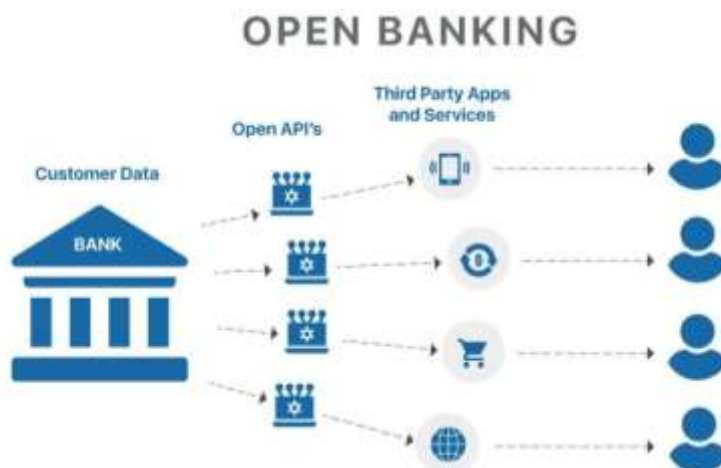 OPEN BANKING
Third Party Apps
and Services
Open API's
Customer Data
BANK